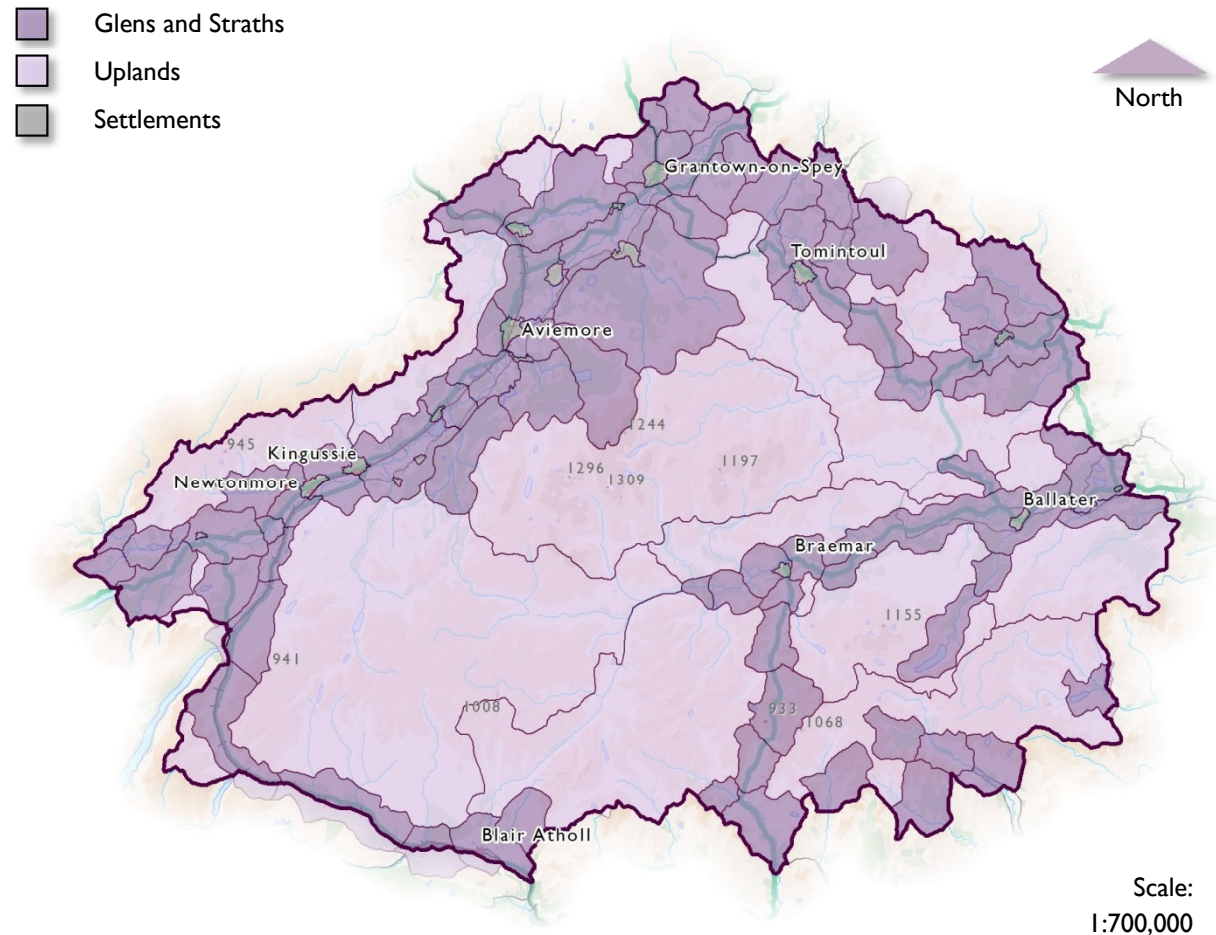 Glens and Straths
Uplands
Settlements
North
Grantown-on-Spey
Tomintoul
Aviemore
1244
945
Kingussie
1296
1309
1197
Newtonmore
Ballater
Braemar
1155
941
1008
933
1068
Blair Atholl
Scale:
1:700,000